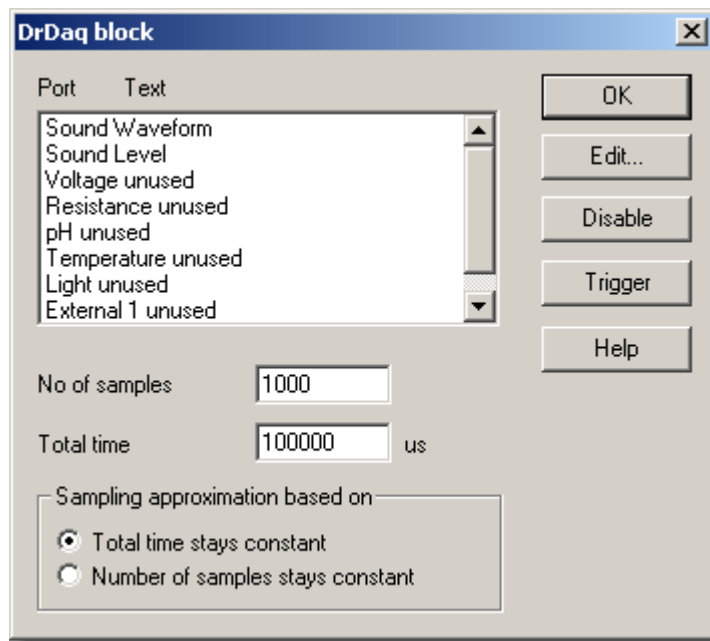 DrDaq block
Port Text
Sound Waveform
Sound Level
Voltage unused
Resistance unused
pH unused
Temperature unused
Light unused
External 1 unused
OK
Edit...
Disable
Trigger
Help
No of samples 1000
Total time 100000 us
Sampling approximation based on
Total time stays constant
Number of samples stays constant